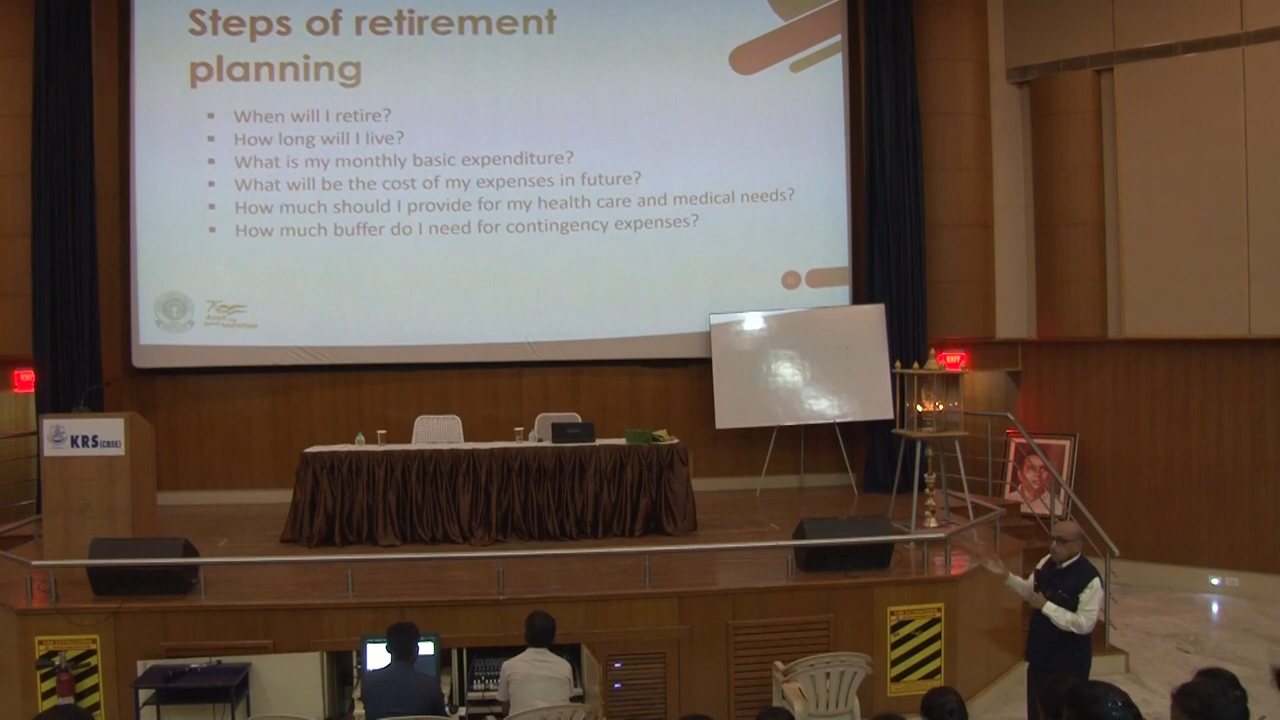 Steps of retirement
planning
▪ When will I retire?
▪ How long will I live?
▪ What is my monthly basic expenditure?
▪ What will be the cost of my expenses in future?
▪ How much should I provide for my health care and medical needs?
▪ How much buffer do I need for contingency expenses?
EXIT
EXIT
KRS (CBSE)